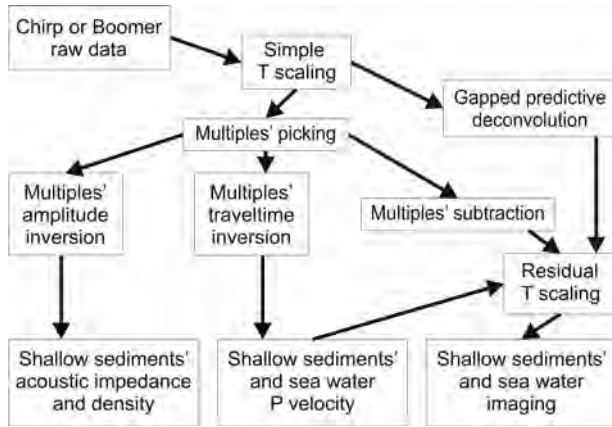 Chirp or Boomer
raw data
Simple
T scaling
Gapped predictive
deconvolution
Multiples' picking
Multiples'
amplitude
inversion
Multiples'
traveltime
inversion
Multiples' subtraction
Residual
T scaling
Shallow sediments'
acoustic impedance
and density
Shallow sediments'
and sea water
P velocity
Shallow sediments'
and sea water
imaging